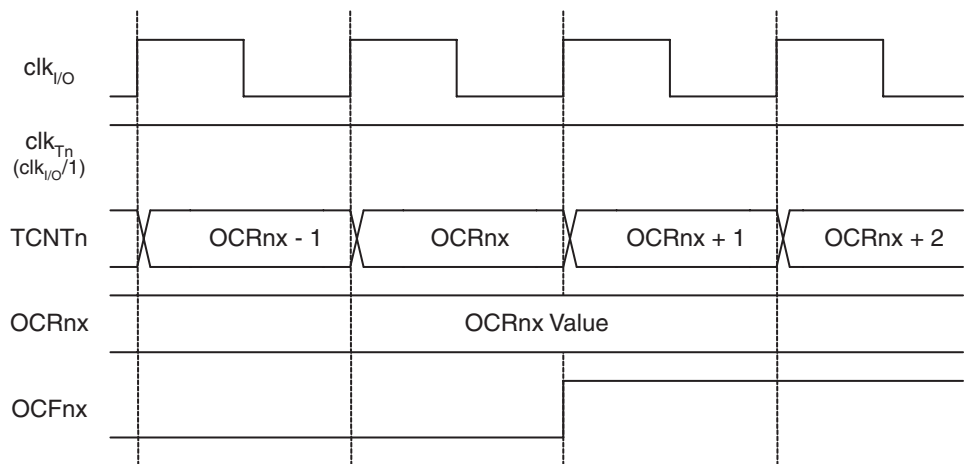 clkI/O
clkTn
(clkI/O/1)
TCNTn
OCRnx - 1 OCRnx OCRnx + 1 OCRnx + 2
OCRnx
OCRnx Value
OCFnx